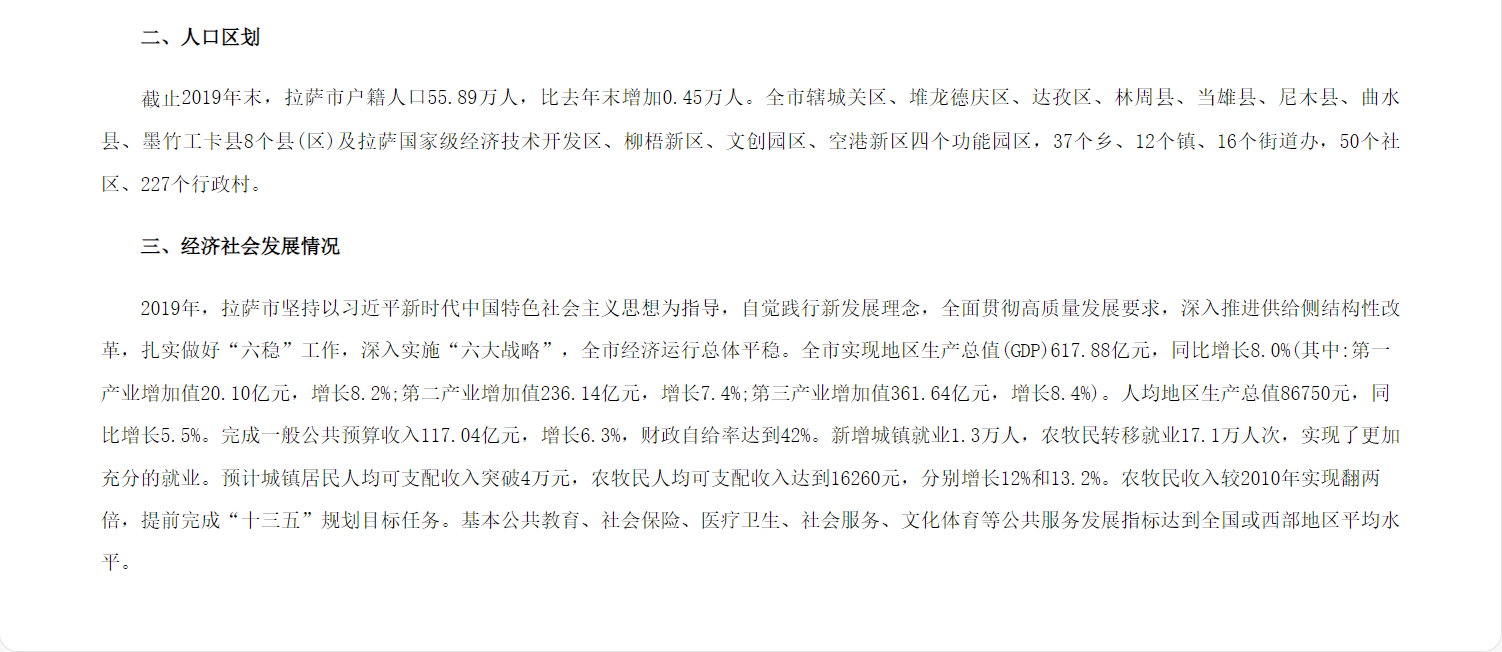 二、人口区划
截止2019年末，拉萨市户籍人口55.89万人，比去年末增加0.45万人。全市辖城关区、堆龙德庆区、达孜区、林周县、当雄县、尼木县、曲水
县、墨竹工卡县8个县(区)及拉萨国家级经济技术开发区、柳梧新区、文创园区、空港新区四个功能园区，37个乡、12个镇、16个街道办，50个社
区、227个行政村。
三、经济社会发展情况
2019年，拉萨市坚持以习近平新时代中国特色社会主义思想为指导，自觉践行新发展理念，全面贯彻高质量发展要求，深入推进供给侧结构性改
革，扎实做好“六稳”工作，深入实施“六大战略”，全市经济运行总体平稳。全市实现地区生产总值(GDP)617.88亿元，同比增长8.0%(其中:第一
产业增加值20.10亿元，增长8.2%;第二产业增加值236.14亿元，增长7.4%;第三产业增加值361.64亿元，增长8.4%)。人均地区生产总值86750元，同
比增长5.5%。完成一般公共预算收入117.04亿元，增长6.3%，财政自给率达到42%。新增城镇就业1.3万人，农牧民转移就业17.1万人次，实现了更加
充分的就业。预计城镇居民人均可支配收入突破4万元，农牧民人均可支配收入达到16260元，分别增长12%和13.2%。农牧民收入较2010年实现翻两
倍，提前完成“十三五”规划目标任务。基本公共教育、社会保险、医疗卫生、社会服务、文化体育等公共服务发展指标达到全国或西部地区平均水
平。